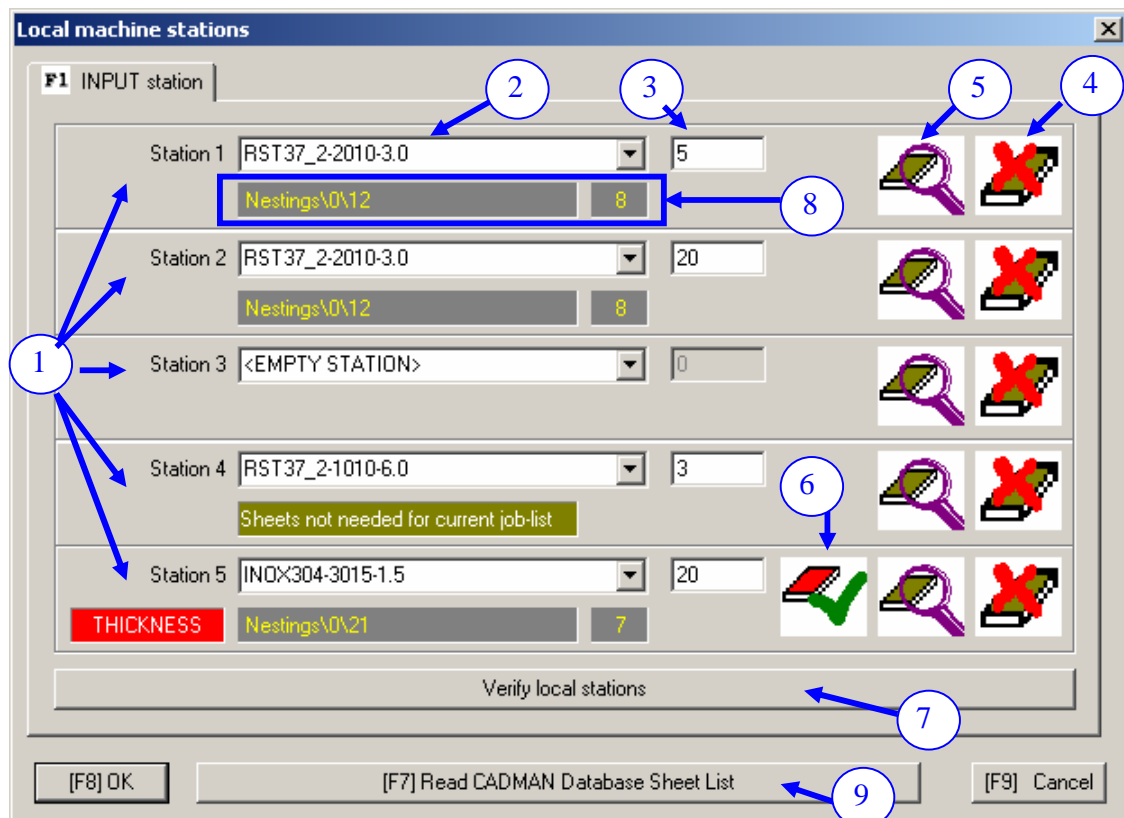 Local machine stations
F1 INPUT station
2 3 5 4
Station 1 RST37_2-2010-3.0 5
Nestings\0\12 8
8
Station 2 RST37_2-2010-3.0 20
Nestings\0\12 8
1
Station 3 <EMPTY STATION> 0
Station 4 RST37_2-1010-6.0 3
6
Sheets not needed for current job-list
Station 5 INOX304-3015-1.5 20
THICKNESS Nestings\0\21 7
Verify local stations
7
[F8] OK [F7] Read CADMAN Database Sheet List [F9] Cancel
9